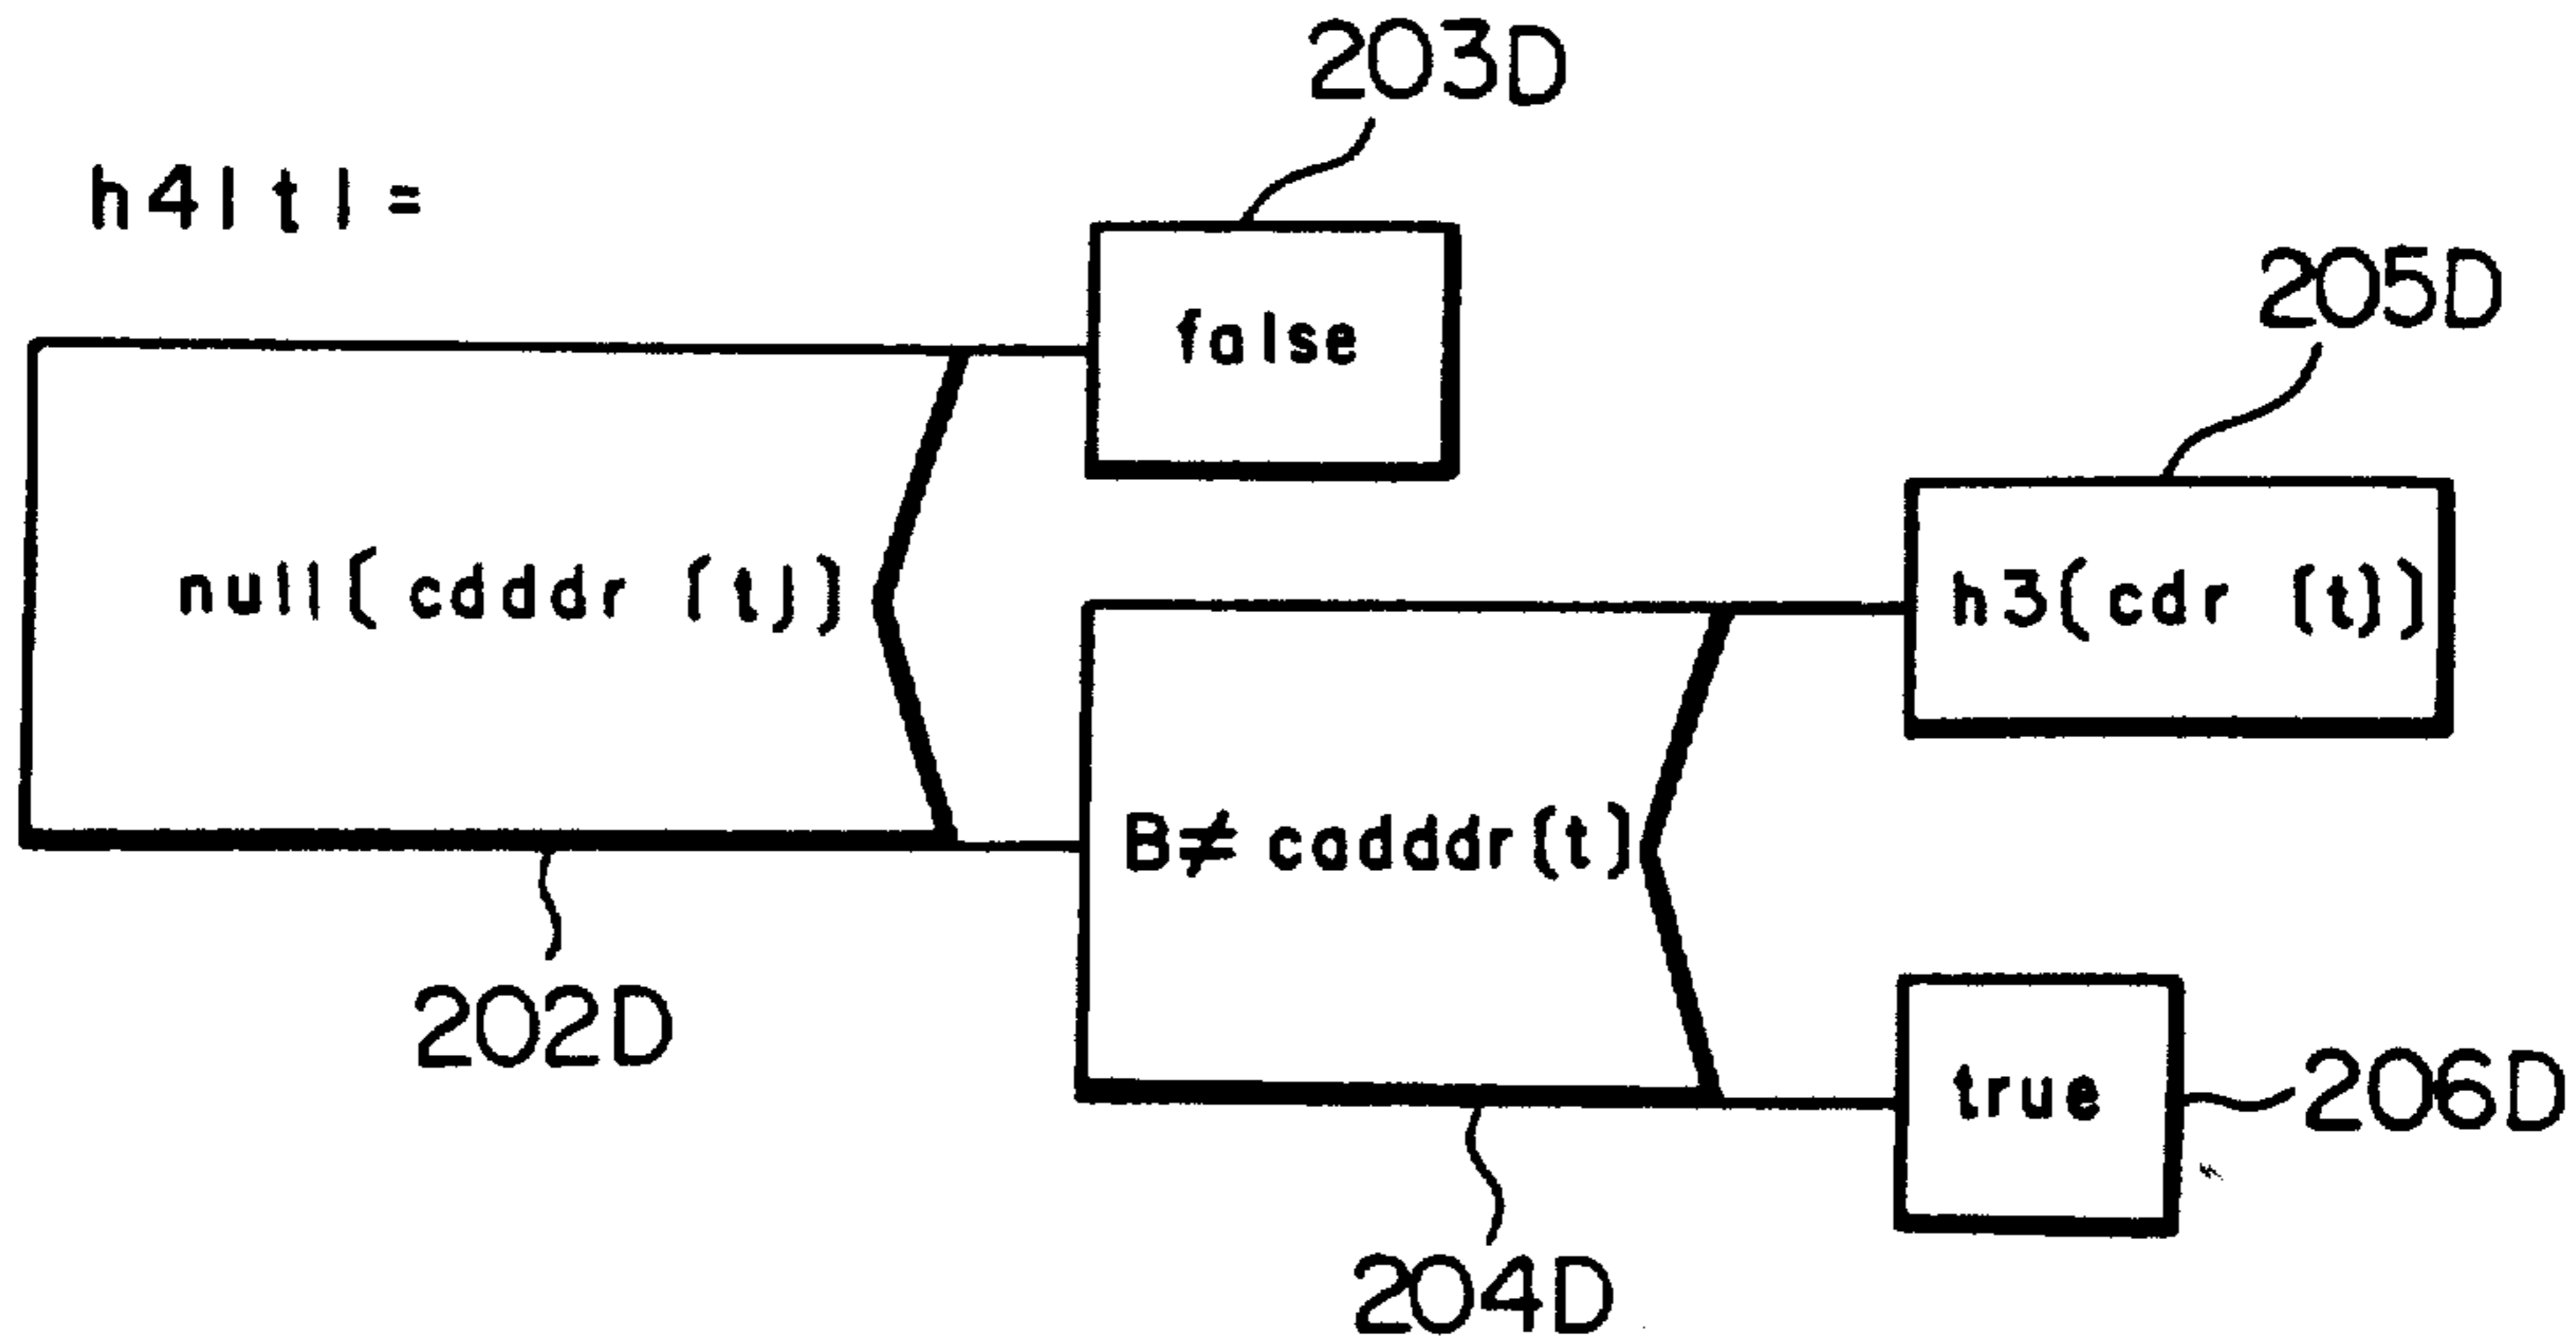 203D
h4(t) =
205D
false
null(cdddr (t))
h3(cdr (t))
B≠ cadddr(t)
202D
true
206D
204D